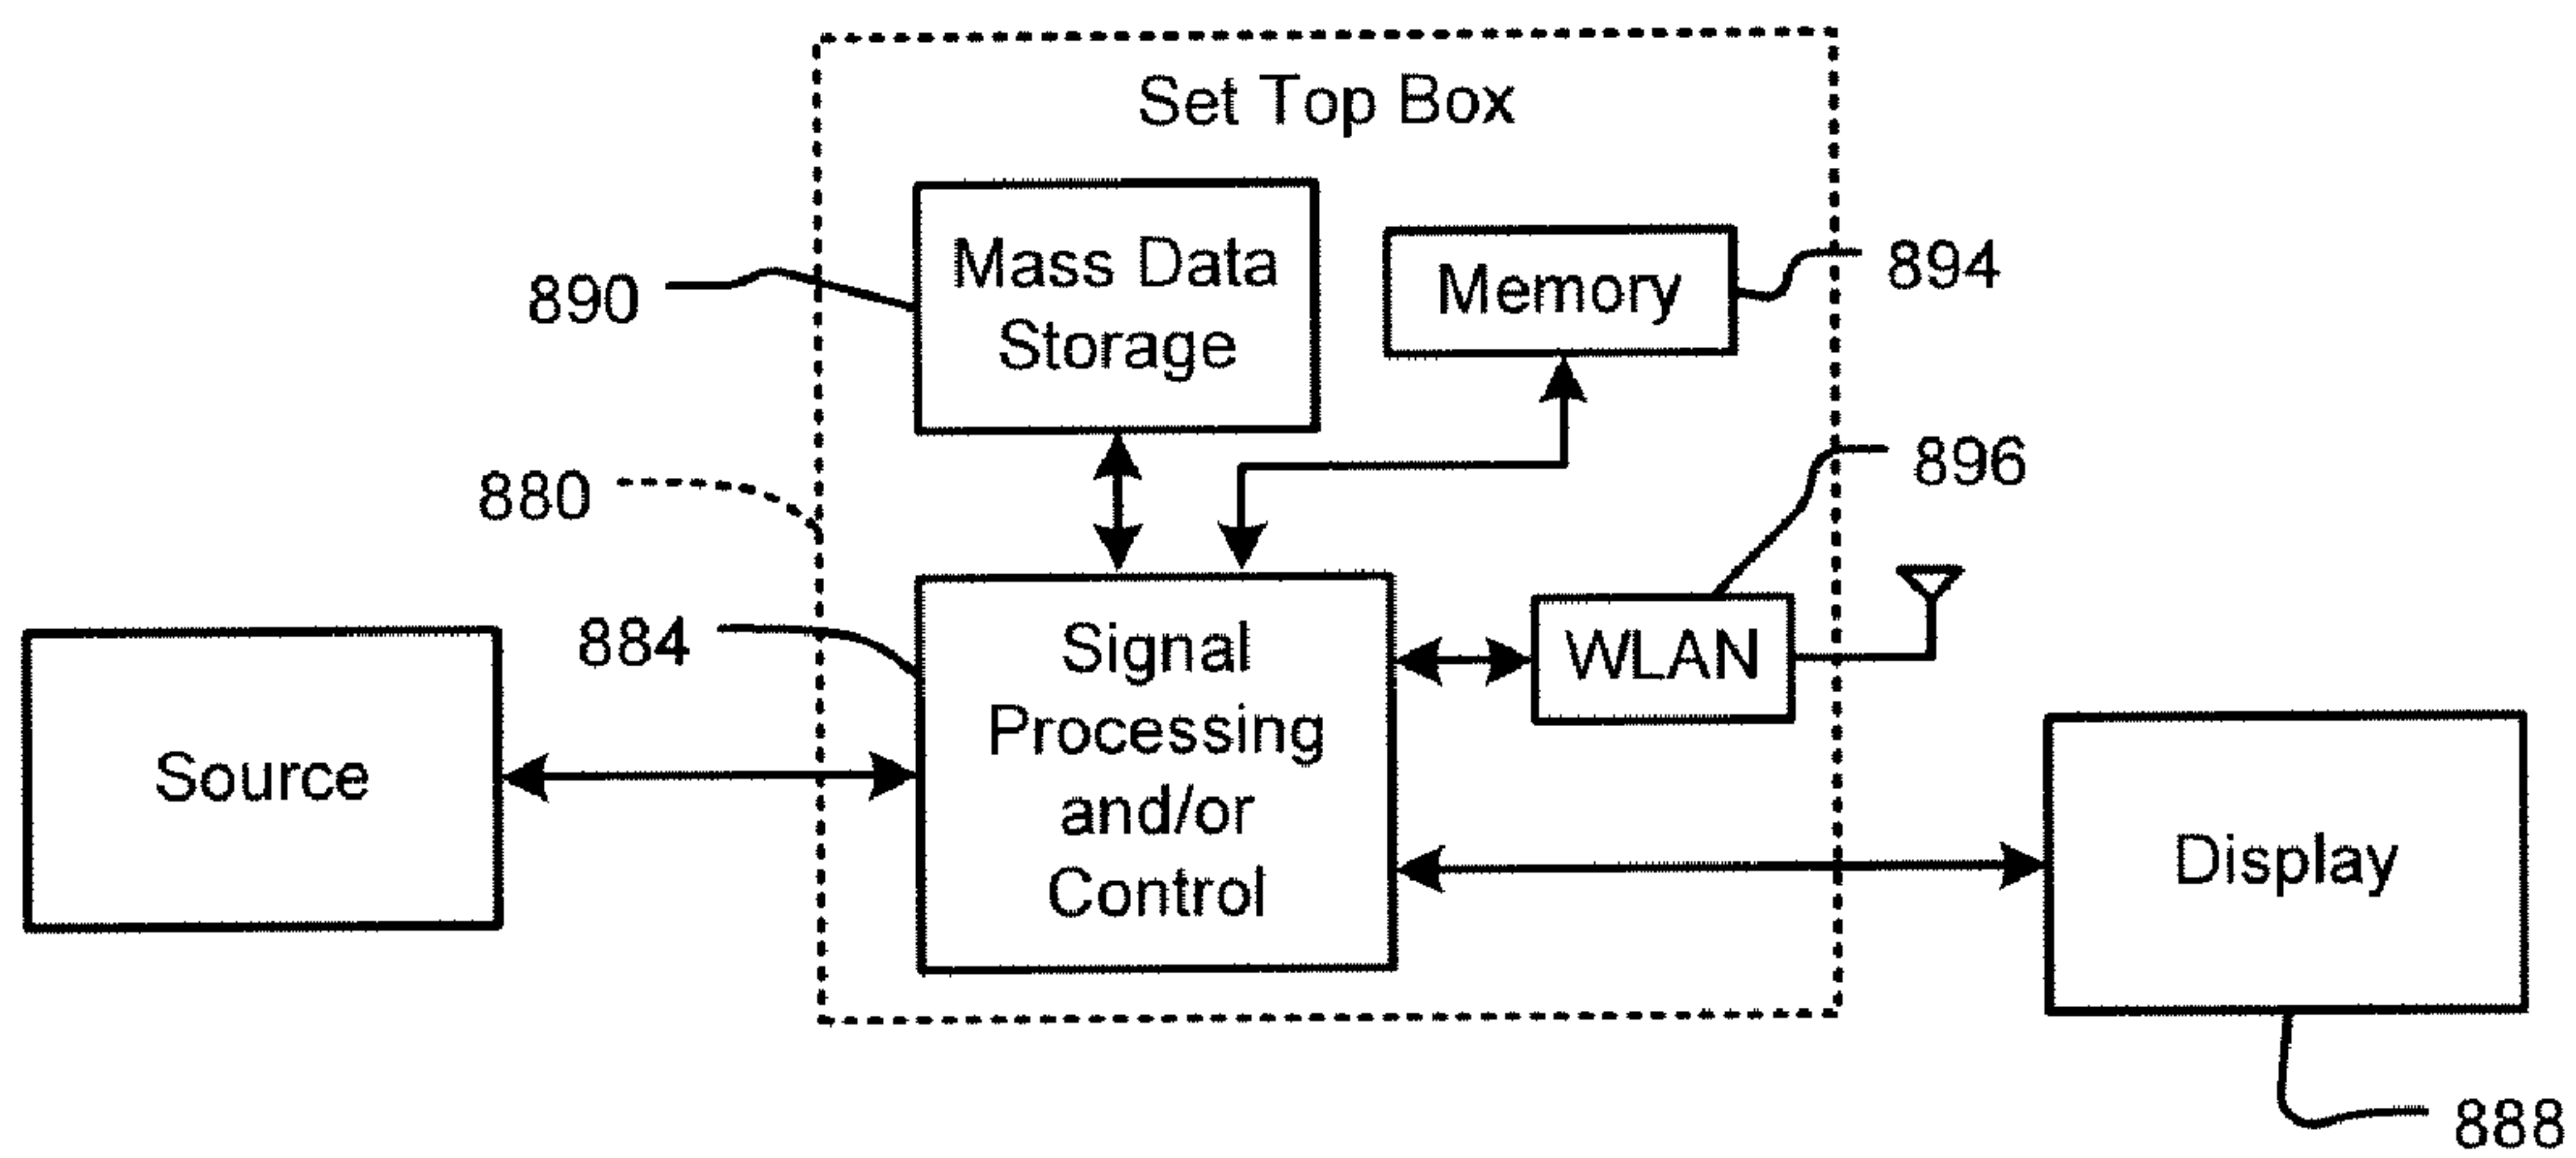 Set Top Box
Mass Data
Storage
Memory
890
894
880
896
884
Signal
Processing
and/or
Control
WLAN
Source
Display
888